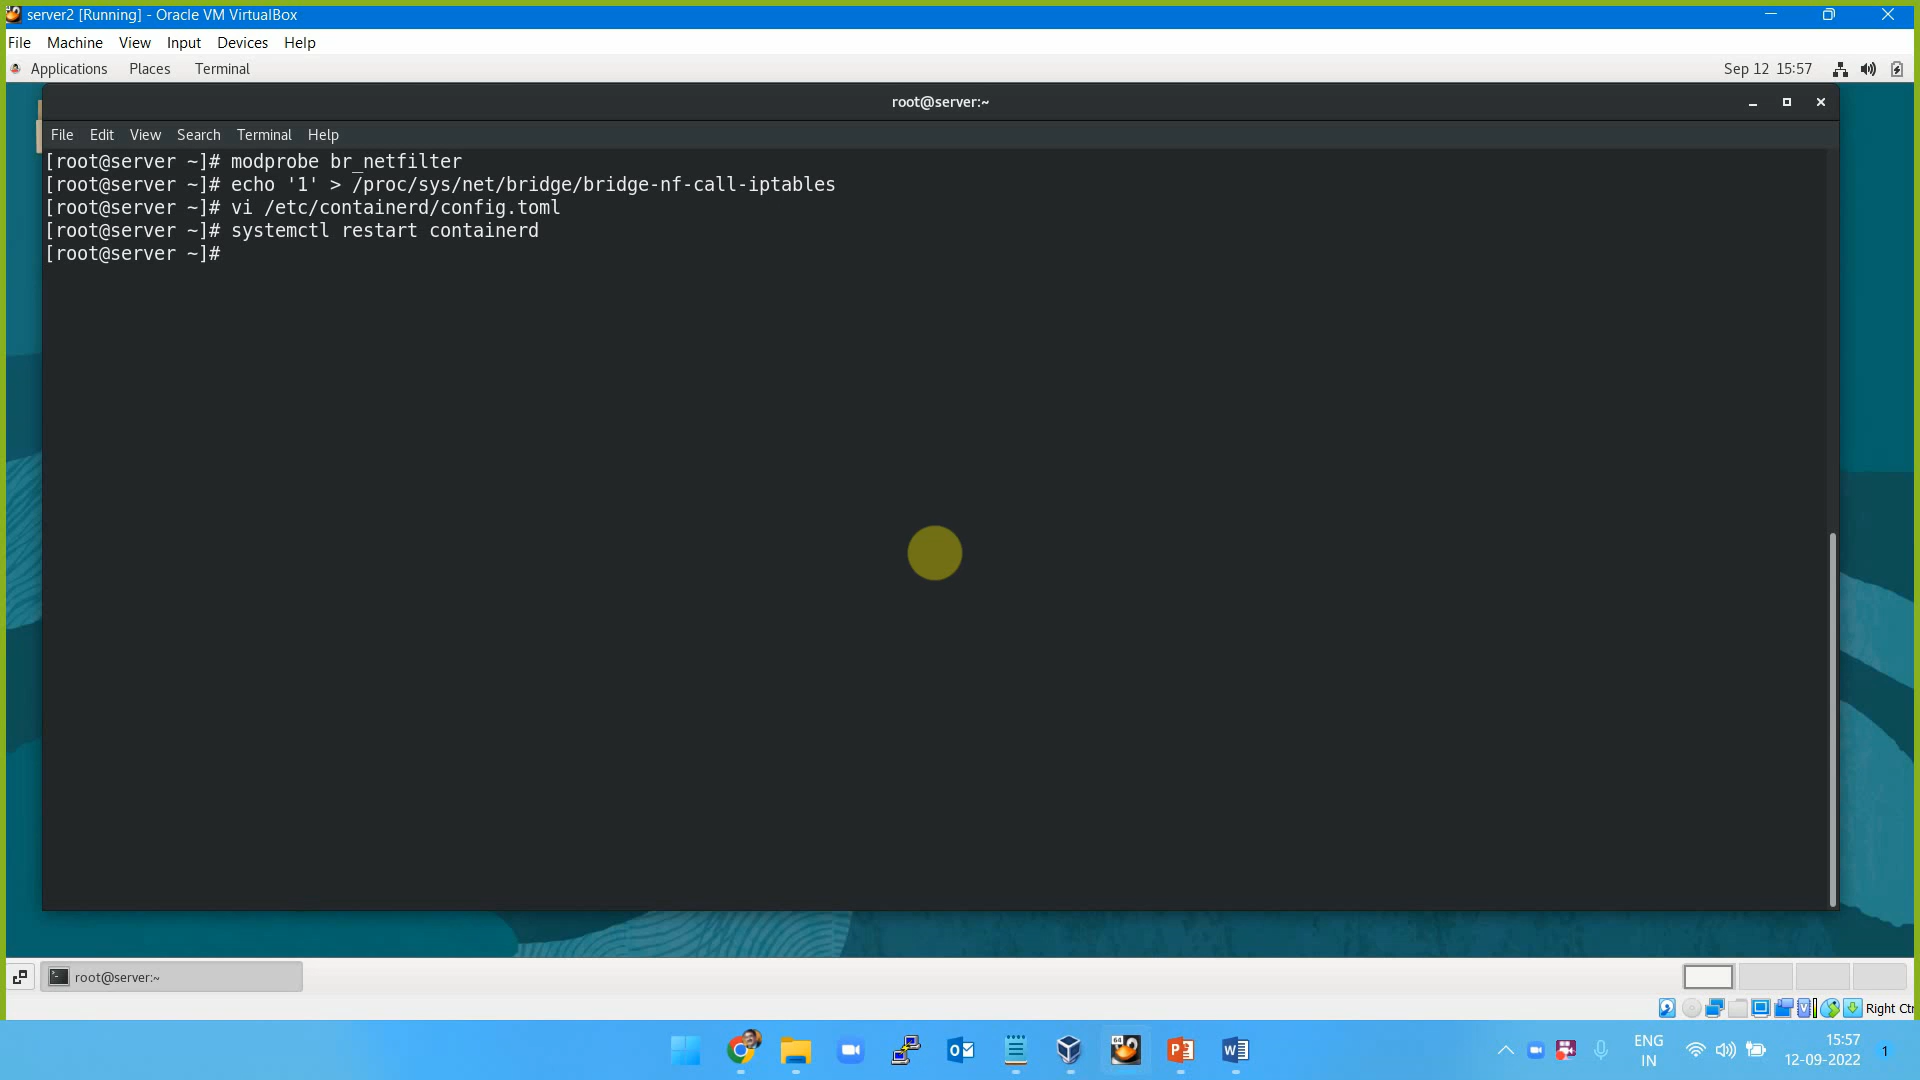 server2 [Running] - Oracle VM VirtualBox
File Machine View Input Devices Help
Applications Places Terminal Sep 12 15:57
root@server:~
File Edit View Search Terminal Help
[root@server ~]# modprobe br_netfilter
[root@server ~]# echo '1' > /proc/sys/net/bridge/bridge-nf-call-iptables
[root@server ~]# vi /etc/containerd/config.toml
[root@server ~]# systemctl restart containerd
[root@server ~]#
root@server:~
Right Ctr
ENG 15:57
IN 12-09-2022 1